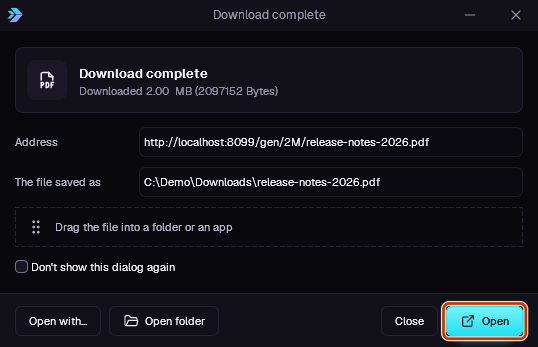 Download complete
PDF
Download complete
Downloaded 2.00 MB (2097152 Bytes)
Address
http://localhost:8099/gen/2M/release-notes-2026.pdf
The file saved as
C:\Demo\Downloads\release-notes-2026.pdf
Drag the file into a folder or an app
Don't show this dialog again
Open with...
Open folder
Close
Open